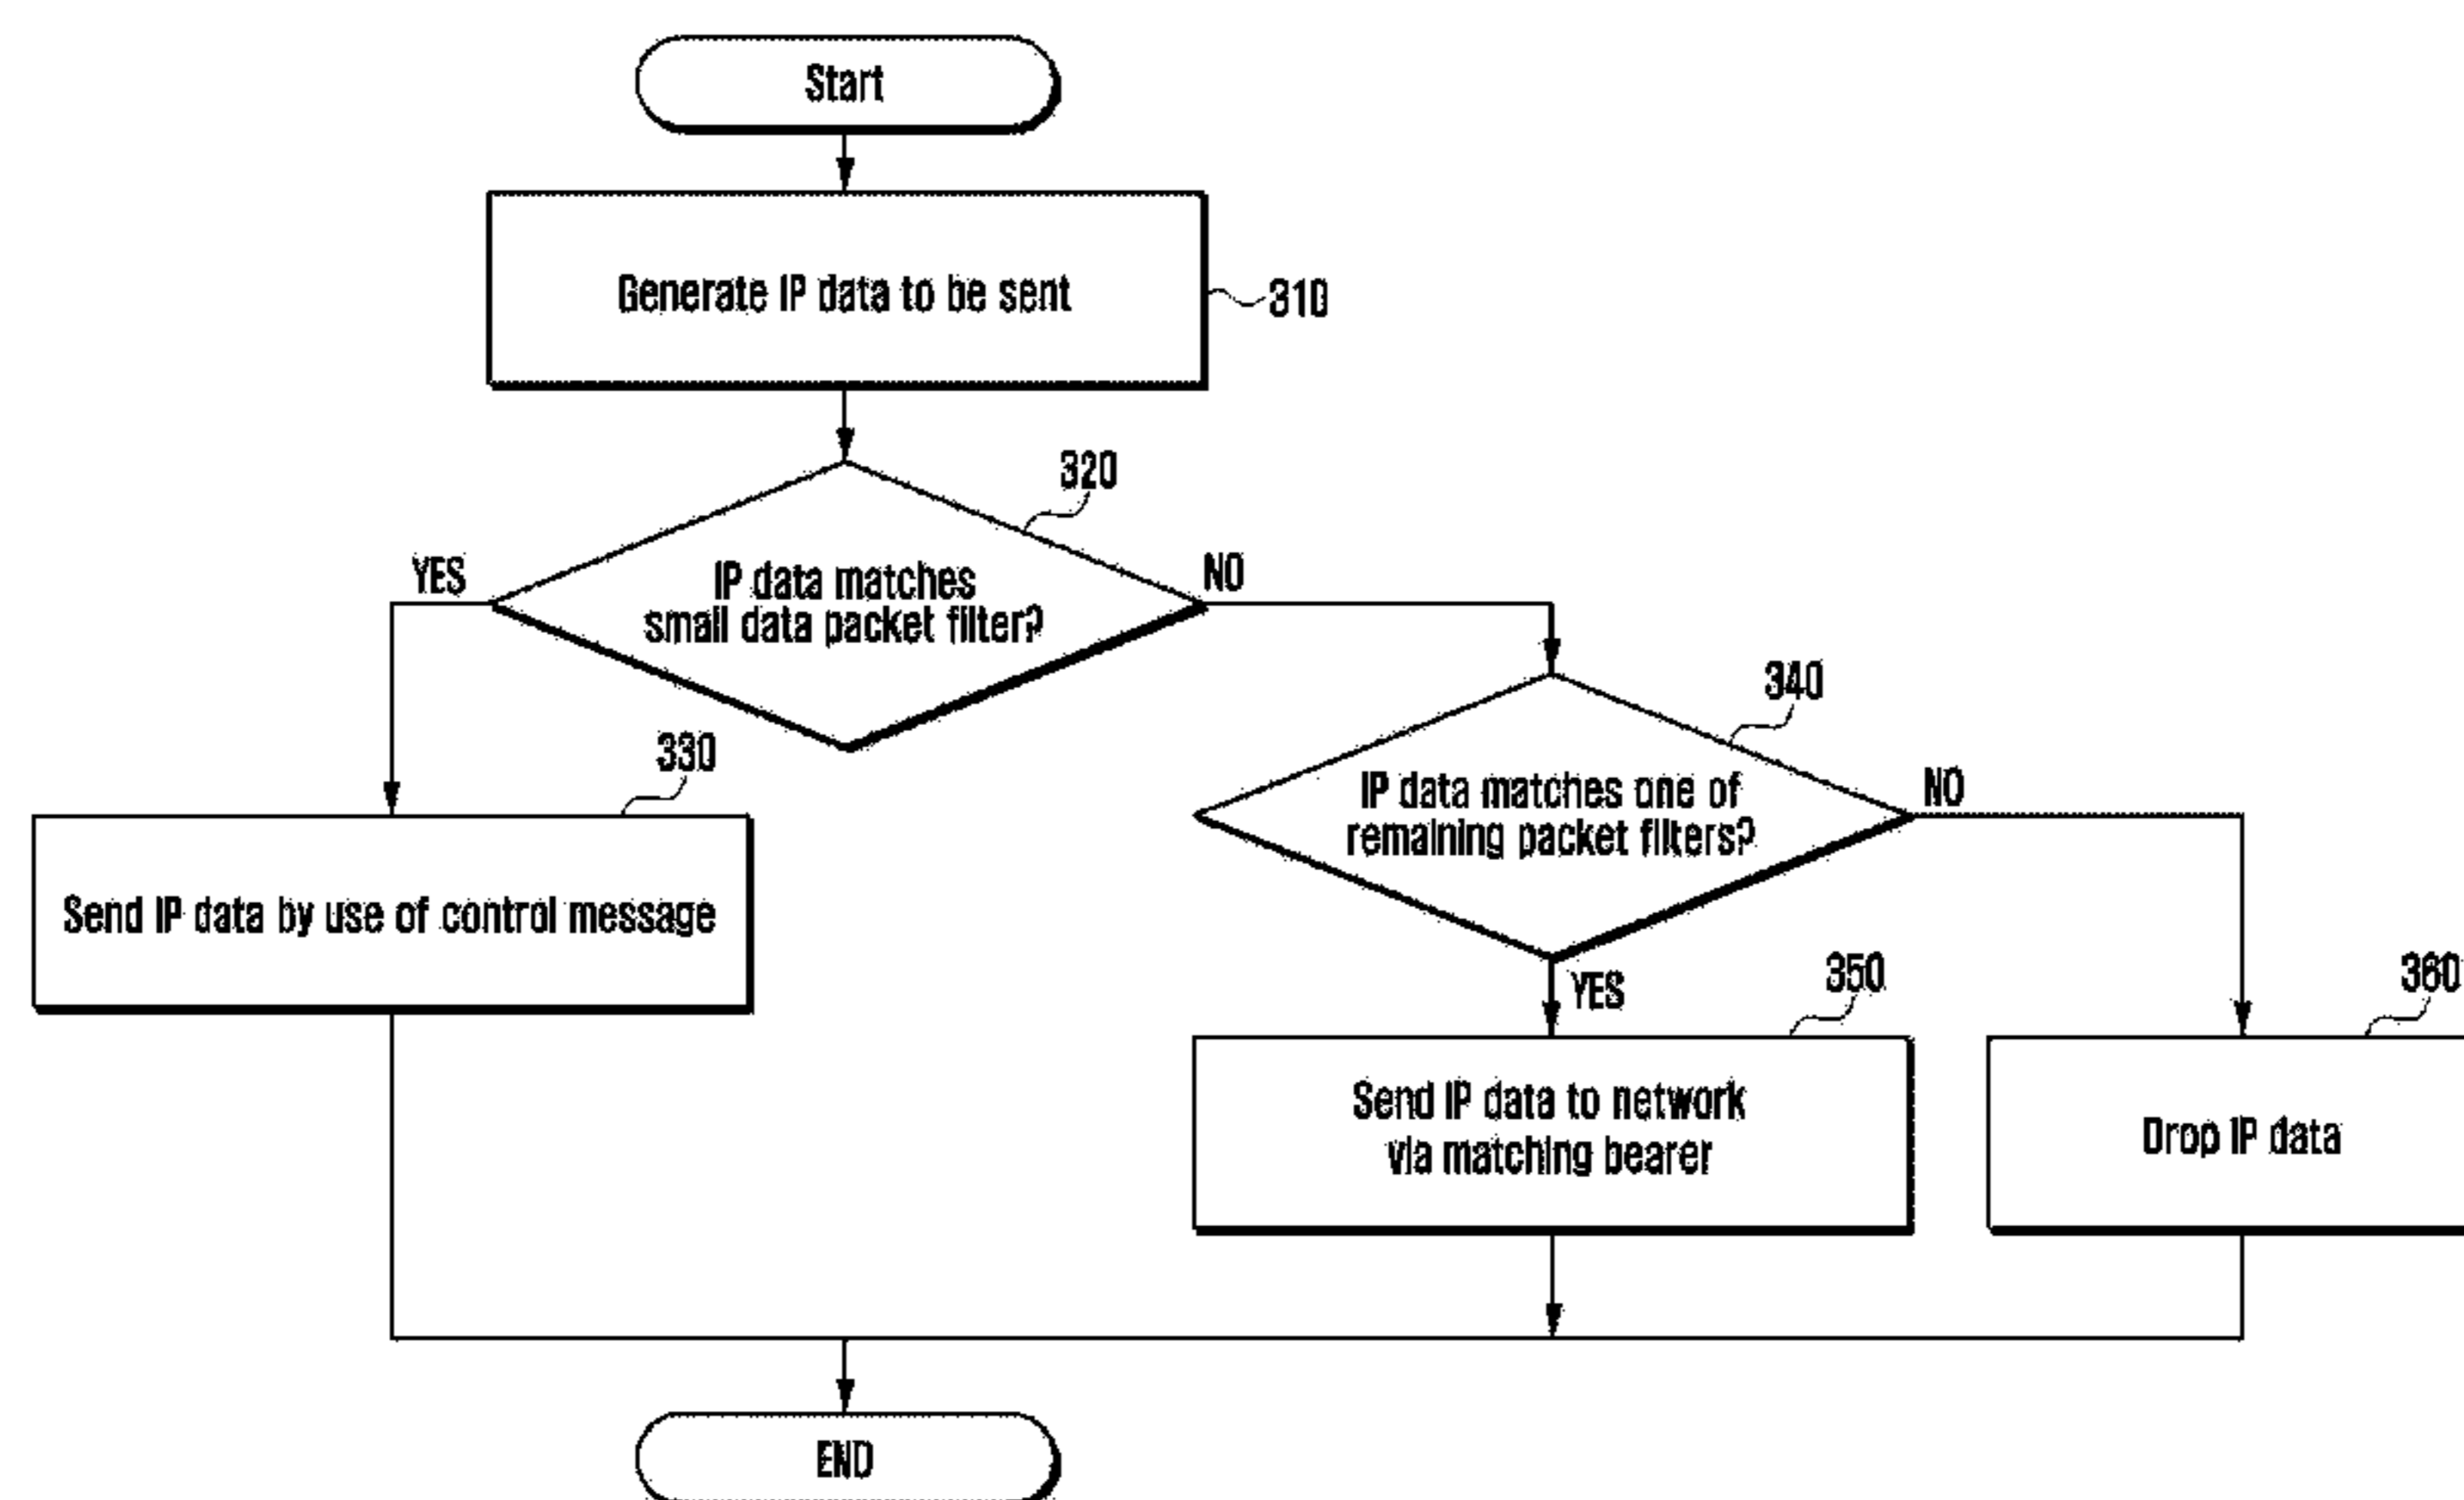 Start
Generate IP data to be sent
310
320
YES
NO
IP data matches
small data packet filter?
340
330
NO
IP data matches one of
remaining packet filters?
Send IP data by use of control message
YES
350
360
Send IP data to network
via matching bearer
Drop IP data
END